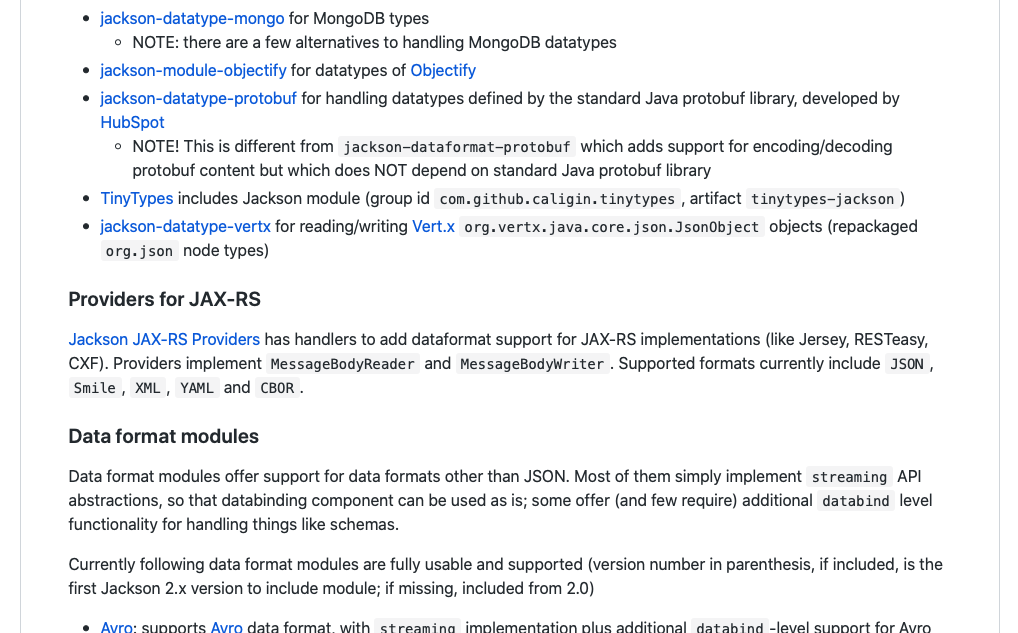 jackson-datatype-mongo for MongoDB types
NOTE: there are a few alternatives to handling MongoDB datatypes
jackson-module-objectify for datatypes of Objectify
jackson-datatype-protobuf for handling datatypes defined by the standard Java protobuf library, developed by
HubSpot
NOTE! This is different from jackson-dataformat-protobuf which adds support for encoding/decoding
protobuf content but which does NOT depend on standard Java protobuf library
TinyTypes includes Jackson module (group id com.github.caligin.tinytypes , artifact tinytypes-jackson )
jackson-datatype-vertx for reading/writing Vert.x org.vertx.java.core.json.JsonObject objects (repackaged
org.json node types)
Providers for JAX-RS
Jackson JAX-RS Providers has handlers to add dataformat support for JAX-RS implementations (like Jersey, RESTeasy,
CXF). Providers implement MessageBodyReader and MessageBodyWriter . Supported formats currently include JSON ,
Smile , XML , YAML and CBOR .
Data format modules
Data format modules offer support for data formats other than JSON. Most of them simply implement streaming API
abstractions, so that databinding component can be used as is; some offer (and few require) additional databind level
functionality for handling things like schemas.
Currently following data format modules are fully usable and supported (version number in parenthesis, if included, is the
first Jackson 2.x version to include module; if missing, included from 2.0)
Avro: supports Avro data format, with streaming implementation plus additional databind -level support for Avro